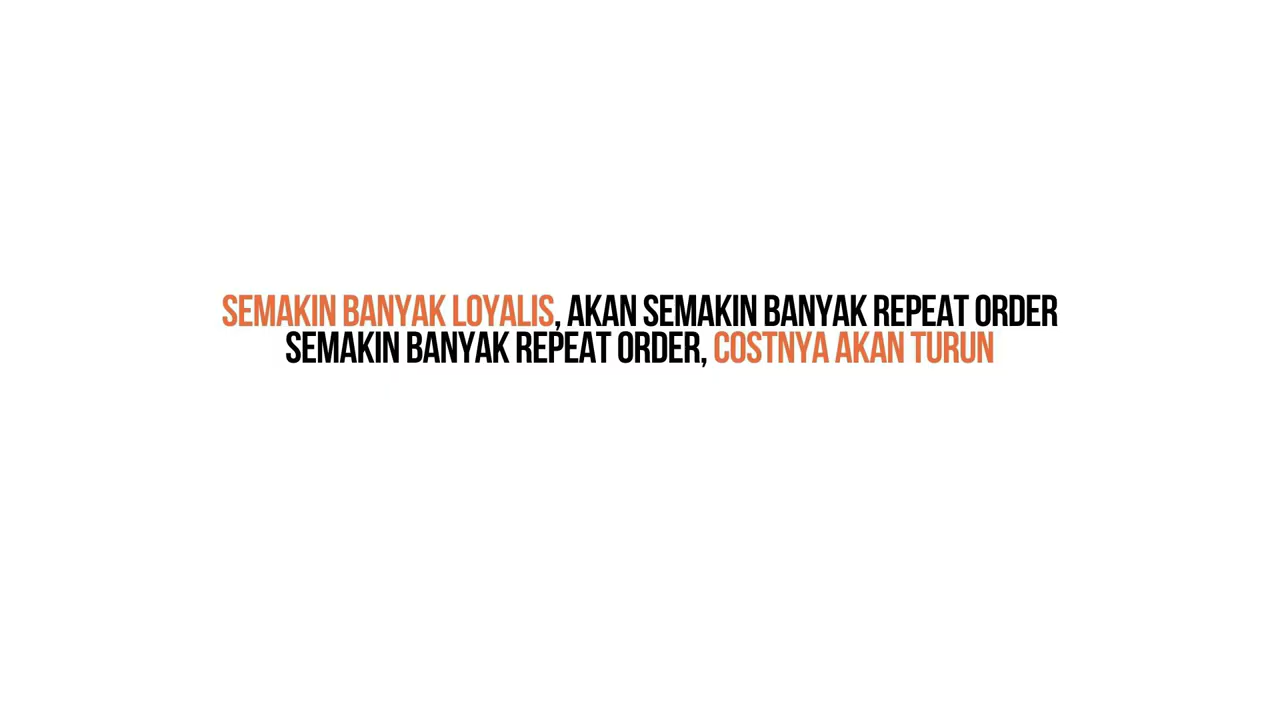 SEMAKIN BANYAK LOYALIS, AKAN SEMAKIN BANYAK REPEAT ORDER
SEMAKIN BANYAK REPEAT ORDER, COSTNYA AKAN TURUN